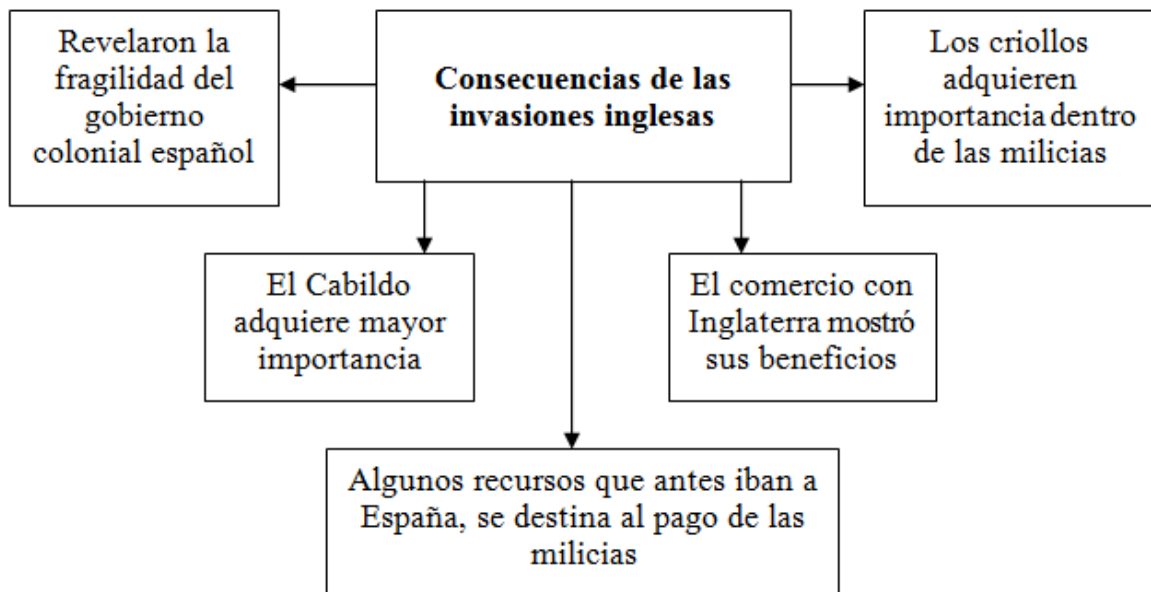 Revelaron la
fragilidad del
gobierno
colonial español
Consecuencias de las
invasiones inglesas
Los criollos
adquieren
importancia dentro
de las milicias
El Cabildo
adquiere mayor
importancia
El comercio con
Inglaterra mostró
sus beneficios
Algunos recursos que antes iban a
España, se destina al pago de las
milicias